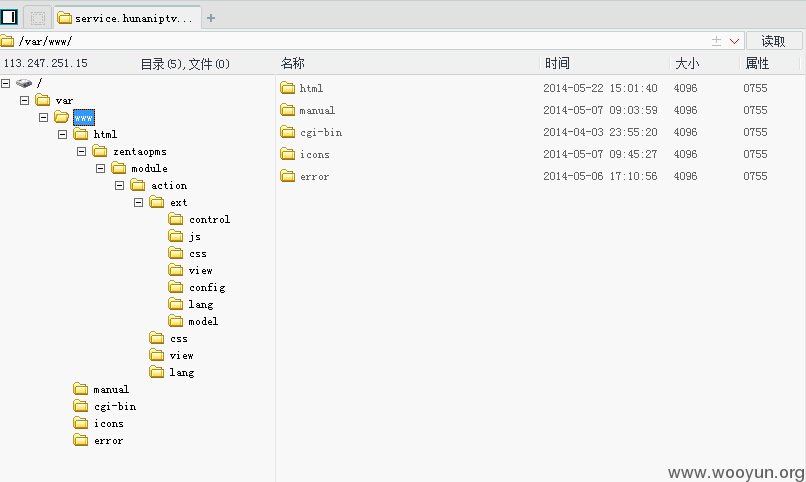 service.hunaniptv...
/var/www/
读取
113.247.251.15
目录(5),文件(0)
名称 时间 大小 属性
/
var
www
html
zentaopms
module
action
ext
control
js
css
view
config
lang
model
css
view
lang
manual
cgi-bin
icons
error
html 2014-05-22 15:01:40 4096 0755
manual 2014-05-07 09:03:59 4096 0755
cgi-bin 2014-04-03 23:55:20 4096 0755
icons 2014-05-07 09:45:27 4096 0755
error 2014-05-06 17:10:56 4096 0755
www.wooyun.org